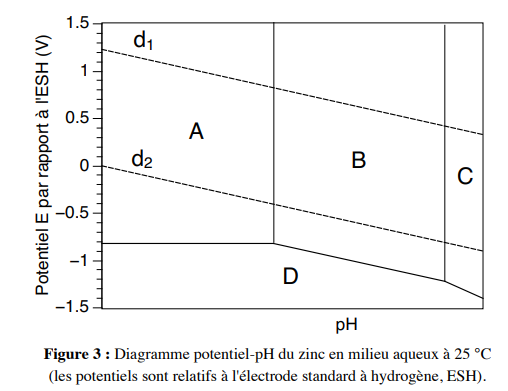 Potentiel E par rapport à l'ESH (V)
1.5
1
0.5
0
−0.5
−1
−1.5
d1
A
d2
B
C
D
pH
Figure 3 : Diagramme potentiel-pH du zinc en milieu aqueux à 25 °C
(les potentiels sont relatifs à l'électrode standard à hydrogène, ESH).